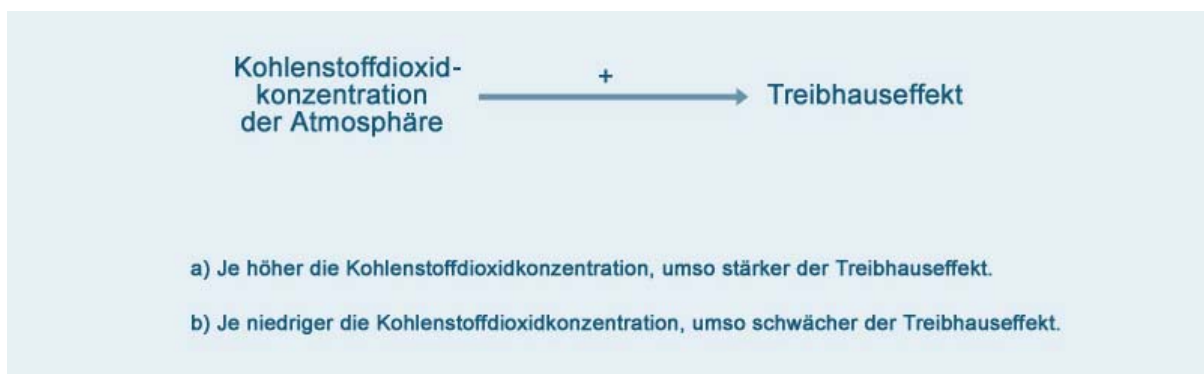 Kohlenstoffdioxid-
konzentration
der Atmosphäre
+
Treibhauseffekt
a) Je höher die Kohlenstoffdioxidkonzentration, umso stärker der Treibhauseffekt.
b) Je niedriger die Kohlenstoffdioxidkonzentration, umso schwächer der Treibhauseffekt.